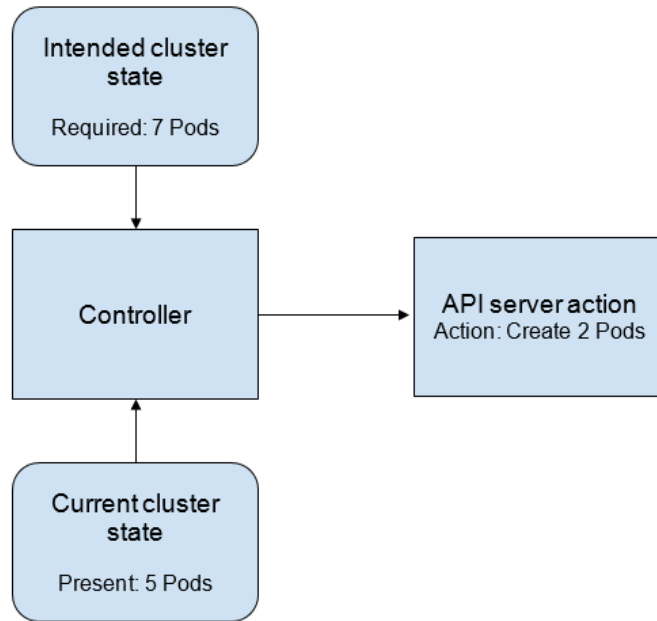 Intended cluster
state
Required: 7 Pods
Controller
API server action
Action: Create 2 Pods
Current cluster
state
Present: 5 Pods